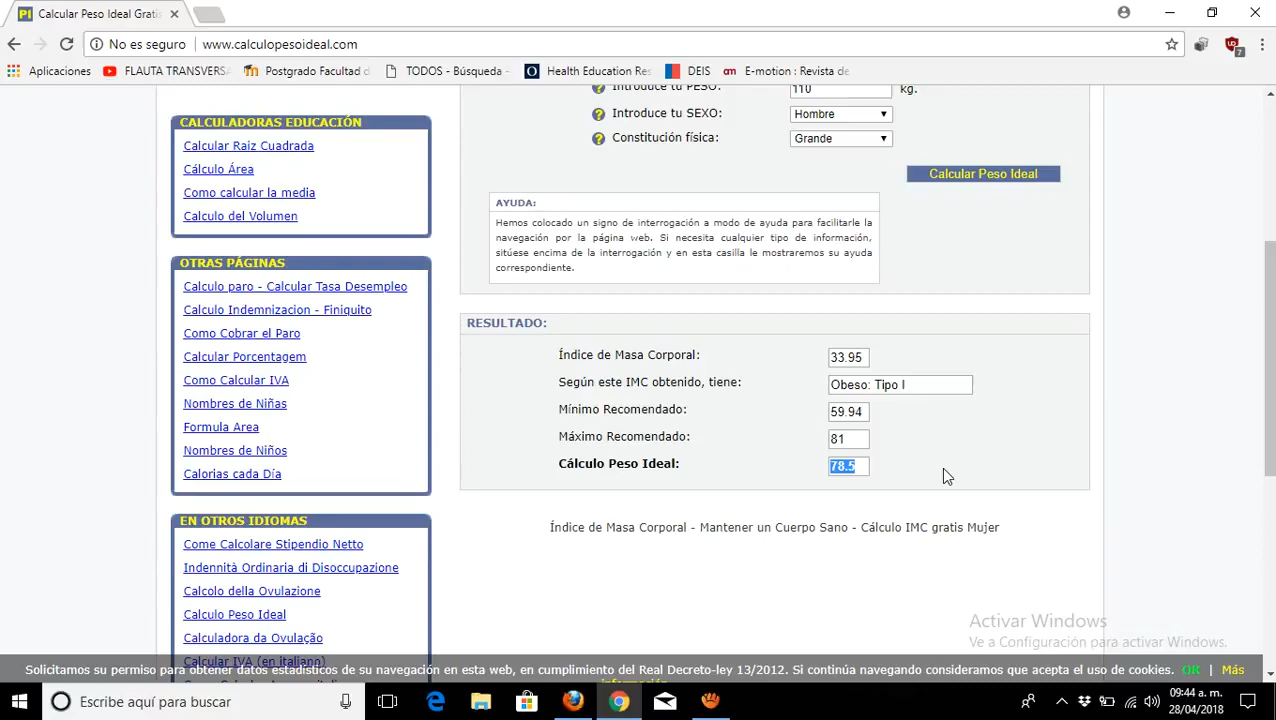 PI Calcular Peso Ideal Gratis
No es seguro | www.calculopesoideal.com
Aplicaciones FLAUTA TRANSVERSA Postgrado Facultad d TODOS - Búsqueda - Health Education Res DEIS am E-motion : Revista de
7
CALCULADORAS EDUCACIÓN
Calcular Raiz Cuadrada
Cálculo Área
Como calcular la media
Calculo del Volumen
OTRAS PÁGINAS
Calculo paro - Calcular Tasa Desempleo
Calculo Indemnizacion - Finiquito
Como Cobrar el Paro
Calcular Porcentagem
Como Calcular IVA
Nombres de Niñas
Formula Area
Nombres de Niños
Calorias cada Día
EN OTROS IDIOMAS
Come Calcolare Stipendio Netto
Indennità Ordinaria di Disoccupazione
Calcolo della Ovulazione
Calculo Peso Ideal
Calculadora da Ovulação
Calcular IVA (en italiano)
Introduce tu PESO: 110 kg.
Introduce tu SEXO: Hombre
Constitución física: Grande
Calcular Peso Ideal
AYUDA:
Hemos colocado un signo de interrogación a modo de ayuda para facilitarle la
navegación por la página web. Si necesita cualquier tipo de información,
sitúese encima de la interrogación y en esta casilla le mostraremos su ayuda
correspondiente.
RESULTADO:
Índice de Masa Corporal: 33.95
Según este IMC obtenido, tiene: Obeso: Tipo I
Mínimo Recomendado: 59.94
Máximo Recomendado: 81
Cálculo Peso Ideal: 78.5
Índice de Masa Corporal - Mantener un Cuerpo Sano - Cálculo IMC gratis Mujer
Activar Windows
Ve a Configuración para activar Windows.
Solicitamos su permiso para obtener datos estadísticos de su navegación en esta web, en cumplimiento del Real Decreto-ley 13/2012. Si continúa navegando consideramos que acepta el uso de cookies. OK | Más
información
Escribe aquí para buscar
09:44 a. m.
28/04/2018